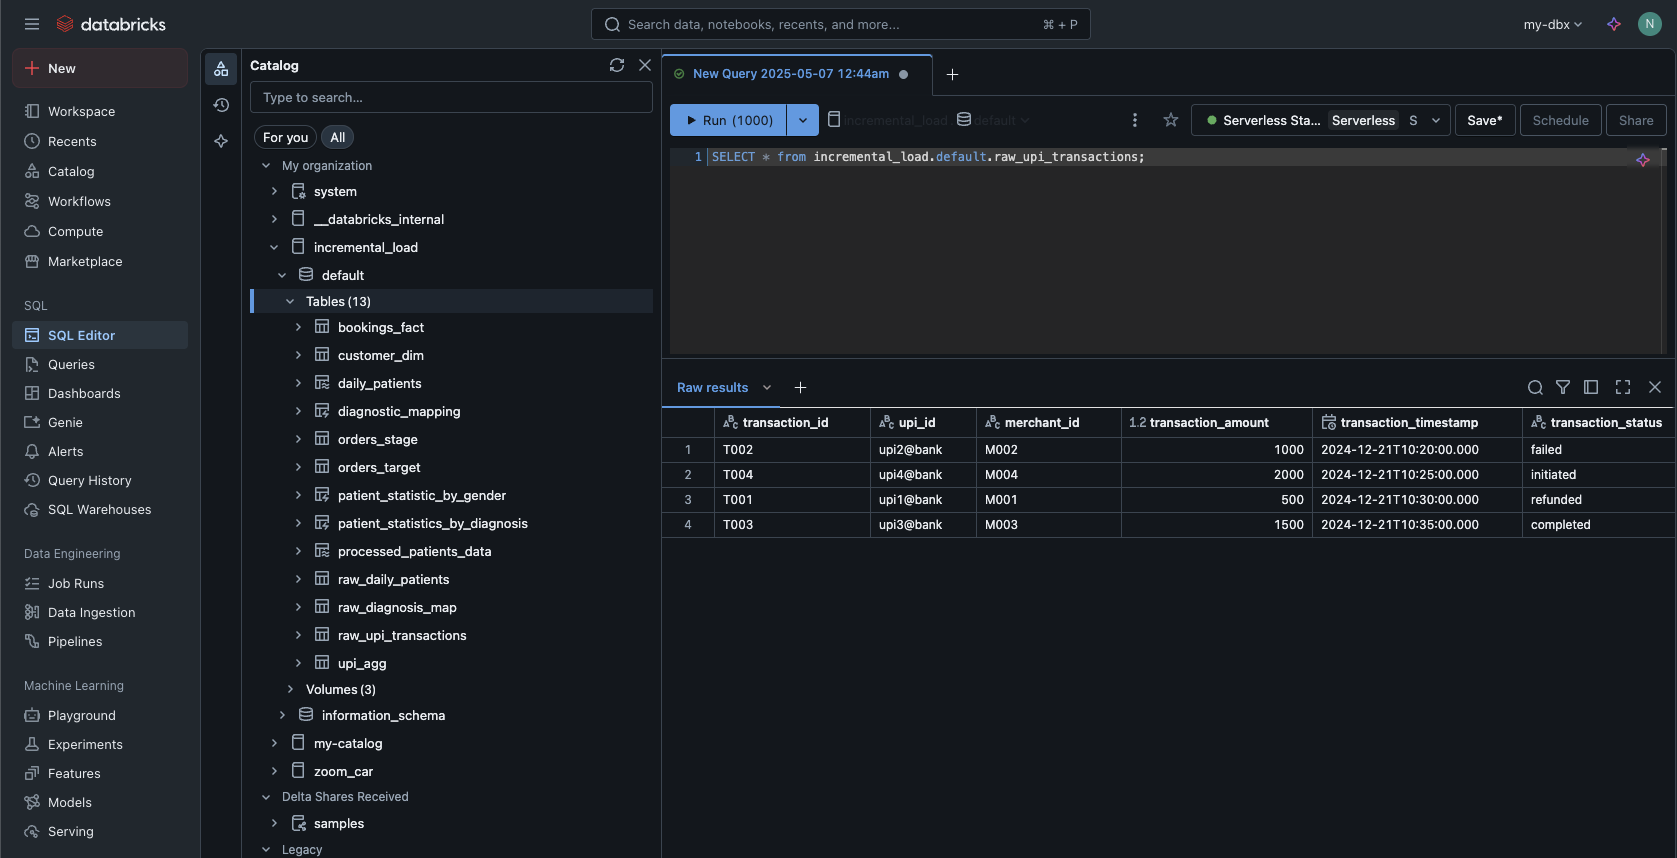 databricks
Search data, notebooks, recents, and more...
⌘ + P
my-dbx
N
New
Workspace
Recents
Catalog
Workflows
Compute
Marketplace
SQL
SQL Editor
Queries
Dashboards
Genie
Alerts
Query History
SQL Warehouses
Data Engineering
Job Runs
Data Ingestion
Pipelines
Machine Learning
Playground
Experiments
Features
Models
Serving
Catalog
Type to search...
For you
All
My organization
system
__databricks_internal
incremental_load
default
Tables (13)
bookings_fact
customer_dim
daily_patients
diagnostic_mapping
orders_stage
orders_target
patient_statistic_by_gender
patient_statistics_by_diagnosis
processed_patients_data
raw_daily_patients
raw_diagnosis_map
raw_upi_transactions
upi_agg
Volumes (3)
information_schema
my-catalog
zoom_car
Delta Shares Received
samples
Legacy
New Query 2025-05-07 12:44am
Run (1000)
incremental_load.
default
Serverless Sta... Serverless S
Save*
Schedule
Share
1 SELECT * from incremental_load.default.raw_upi_transactions;
Raw results
transaction_id upi_id merchant_id 1.2 transaction_amount transaction_timestamp transaction_status
1 T002 upi2@bank M002 1000 2024-12-21T10:20:00.000 failed
2 T004 upi4@bank M004 2000 2024-12-21T10:25:00.000 initiated
3 T001 upi1@bank M001 500 2024-12-21T10:30:00.000 refunded
4 T003 upi3@bank M003 1500 2024-12-21T10:35:00.000 completed